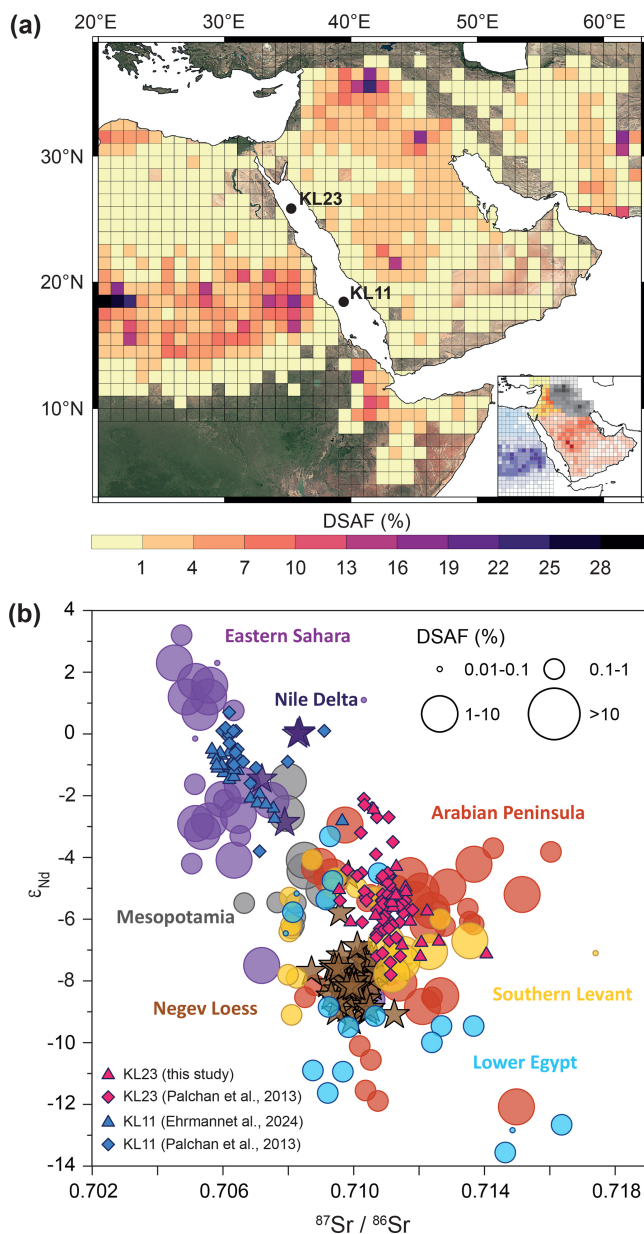 (a)
20°E 30°E 40°E 50°E 60°E
30°N
20°N
10°N
KL23
KL11
DSAF (%)
1 4 7 10 13 16 19 22 25 28
(b)
4
2
0
-2
-4
-6
-8
-10
-12
-14
εNd
Eastern Sahara
DSAF (%)
0.01-0.1 0.1-1
1-10 >10
Nile Delta
Arabian Peninsula
Mesopotamia
Negev Loess
Southern Levant
Lower Egypt
KL23 (this study)
KL23 (Palchan et al., 2013)
KL11 (Ehrmannet et al., 2024)
KL11 (Palchan et al., 2013)
0.702 0.706 0.710 0.714 0.718
⁸⁷Sr / ⁸⁶Sr